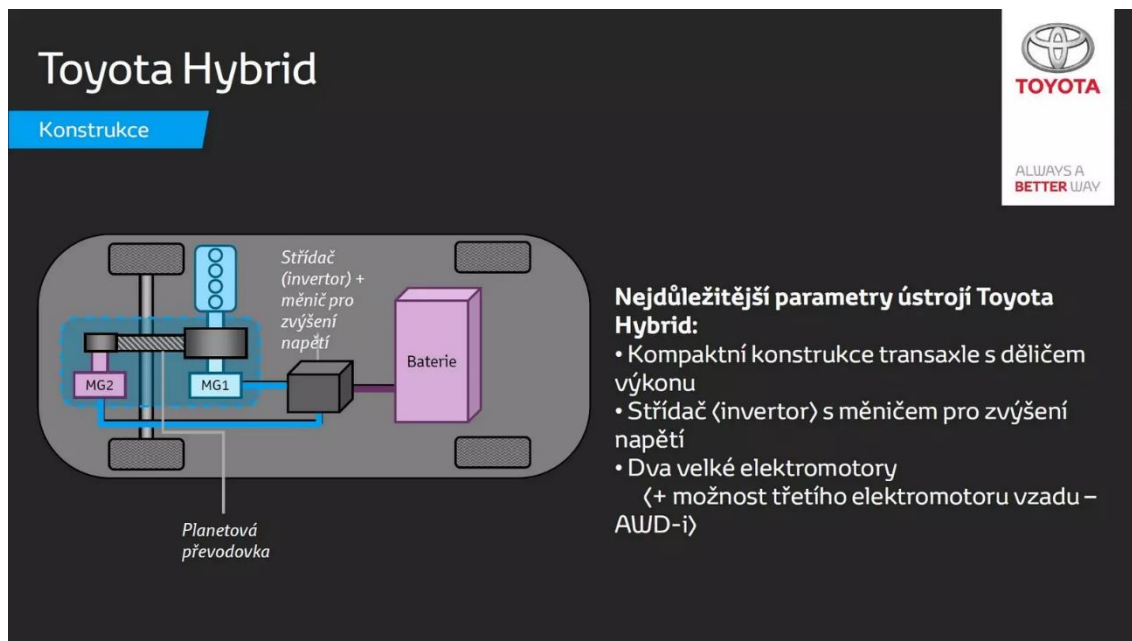 Toyota Hybrid
Konstrukce
TOYOTA
ALWAYS A
BETTER WAY
Střídač
(invertor) +
měnič pro
zvýšení
napětí
Baterie
MG2
MG1
Planetová
převodovka
Nejdůležitější parametry ústrojí Toyota
Hybrid:
• Kompaktní konstrukce transaxle s děličem
výkonu
• Střídač (invertor) s měničem pro zvýšení
napětí
• Dva velké elektromotory
(+ možnost třetího elektromotoru vzadu –
AWD-i)